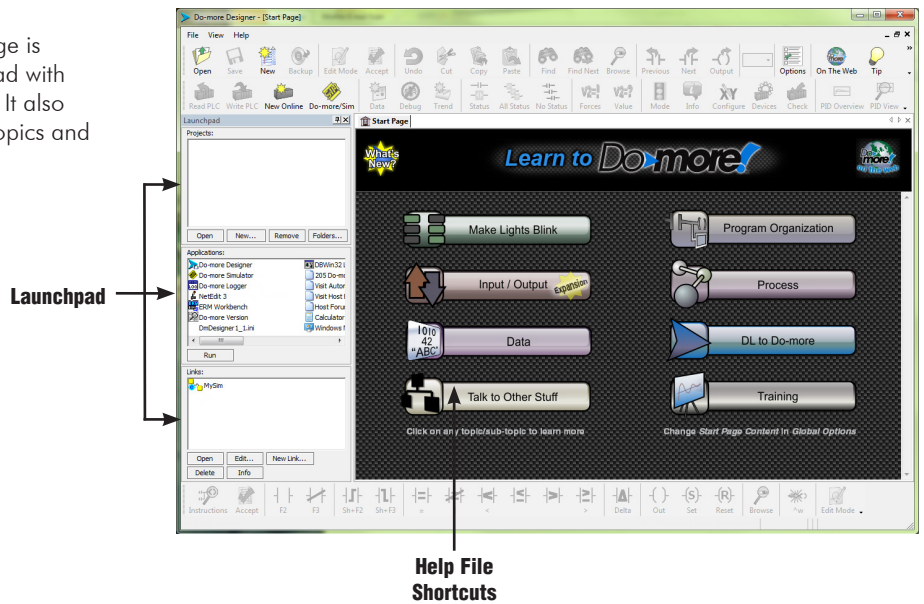 ge is
ad with
It also
opics and
Do-more Designer - [Start Page]
File View Help
Open Save New Backup Edit Mode Accept Undo Cut Copy Paste Find Find Next Browse Previous Next Output Options On The Web Tip
Read PLC Write PLC New Online Do-more/Sim Data Debug Trend Status All Status No Status Forces Value Mode Info Configure Devices Check PID Overview PID View
Launchpad
Start Page
Projects:
Open New... Remove Folders...
Applications:
Do-more Designer
Do-more Simulator
Do-more Logger
NetEdit 3
ERM Workbench
Do-more Version
DmDesigner1_1.ini
DBWin32 L
205 Do-mo
Visit Autor
Visit Host
Host Forum
Calculator
Windows
Run
Links:
MySim
Open Edit... New Link...
Delete Info
What's New?
Learn to Do-more!
Do-more! on the web
Make Lights Blink
Input / Output Expansion
1010
42
"ABC"
Data
Talk to Other Stuff
Program Organization
Process
DL to Do-more
Training
Click on any topic/sub-topic to learn more
Change Start Page Content in Global Options
Instructions Accept F2 F3 Sh+F2 Sh+F3 = < > Delta Out Set Reset Browse ^w Edit Mode
Launchpad
Help File
Shortcuts